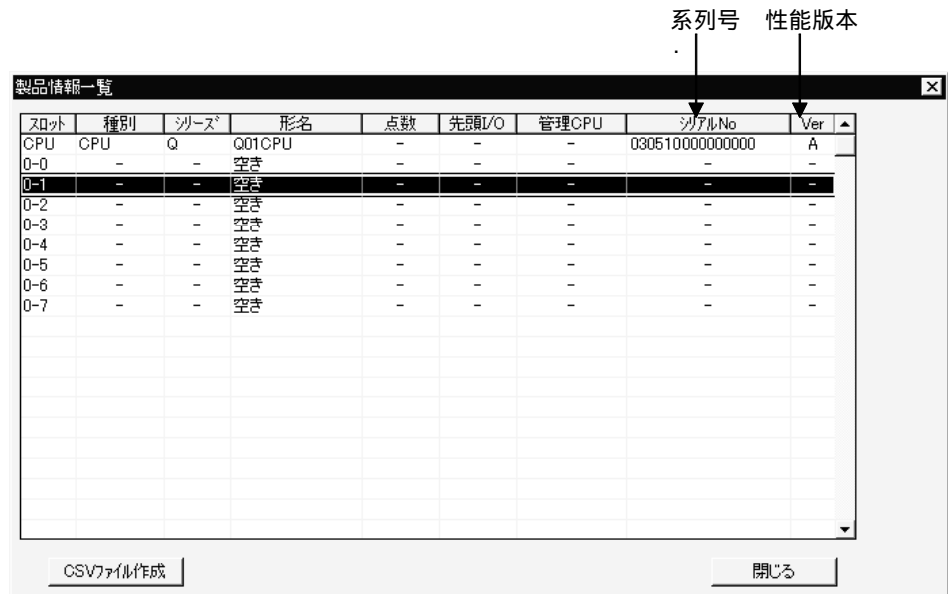 系列号 性能版本
.
製品情報一覧
スロット 種別 シリーズ 形名 点数 先頭I/O 管理CPU シリアルNo Ver
CPU CPU Q Q01CPU - - - 030510000000000 A
0-0 - - 空き - - - - -
0-1 - - 空き - - - - -
0-2 - - 空き - - - - -
0-3 - - 空き - - - - -
0-4 - - 空き - - - - -
0-5 - - 空き - - - - -
0-6 - - 空き - - - - -
0-7 - - 空き - - - - -
CSVファイル作成 閉じる